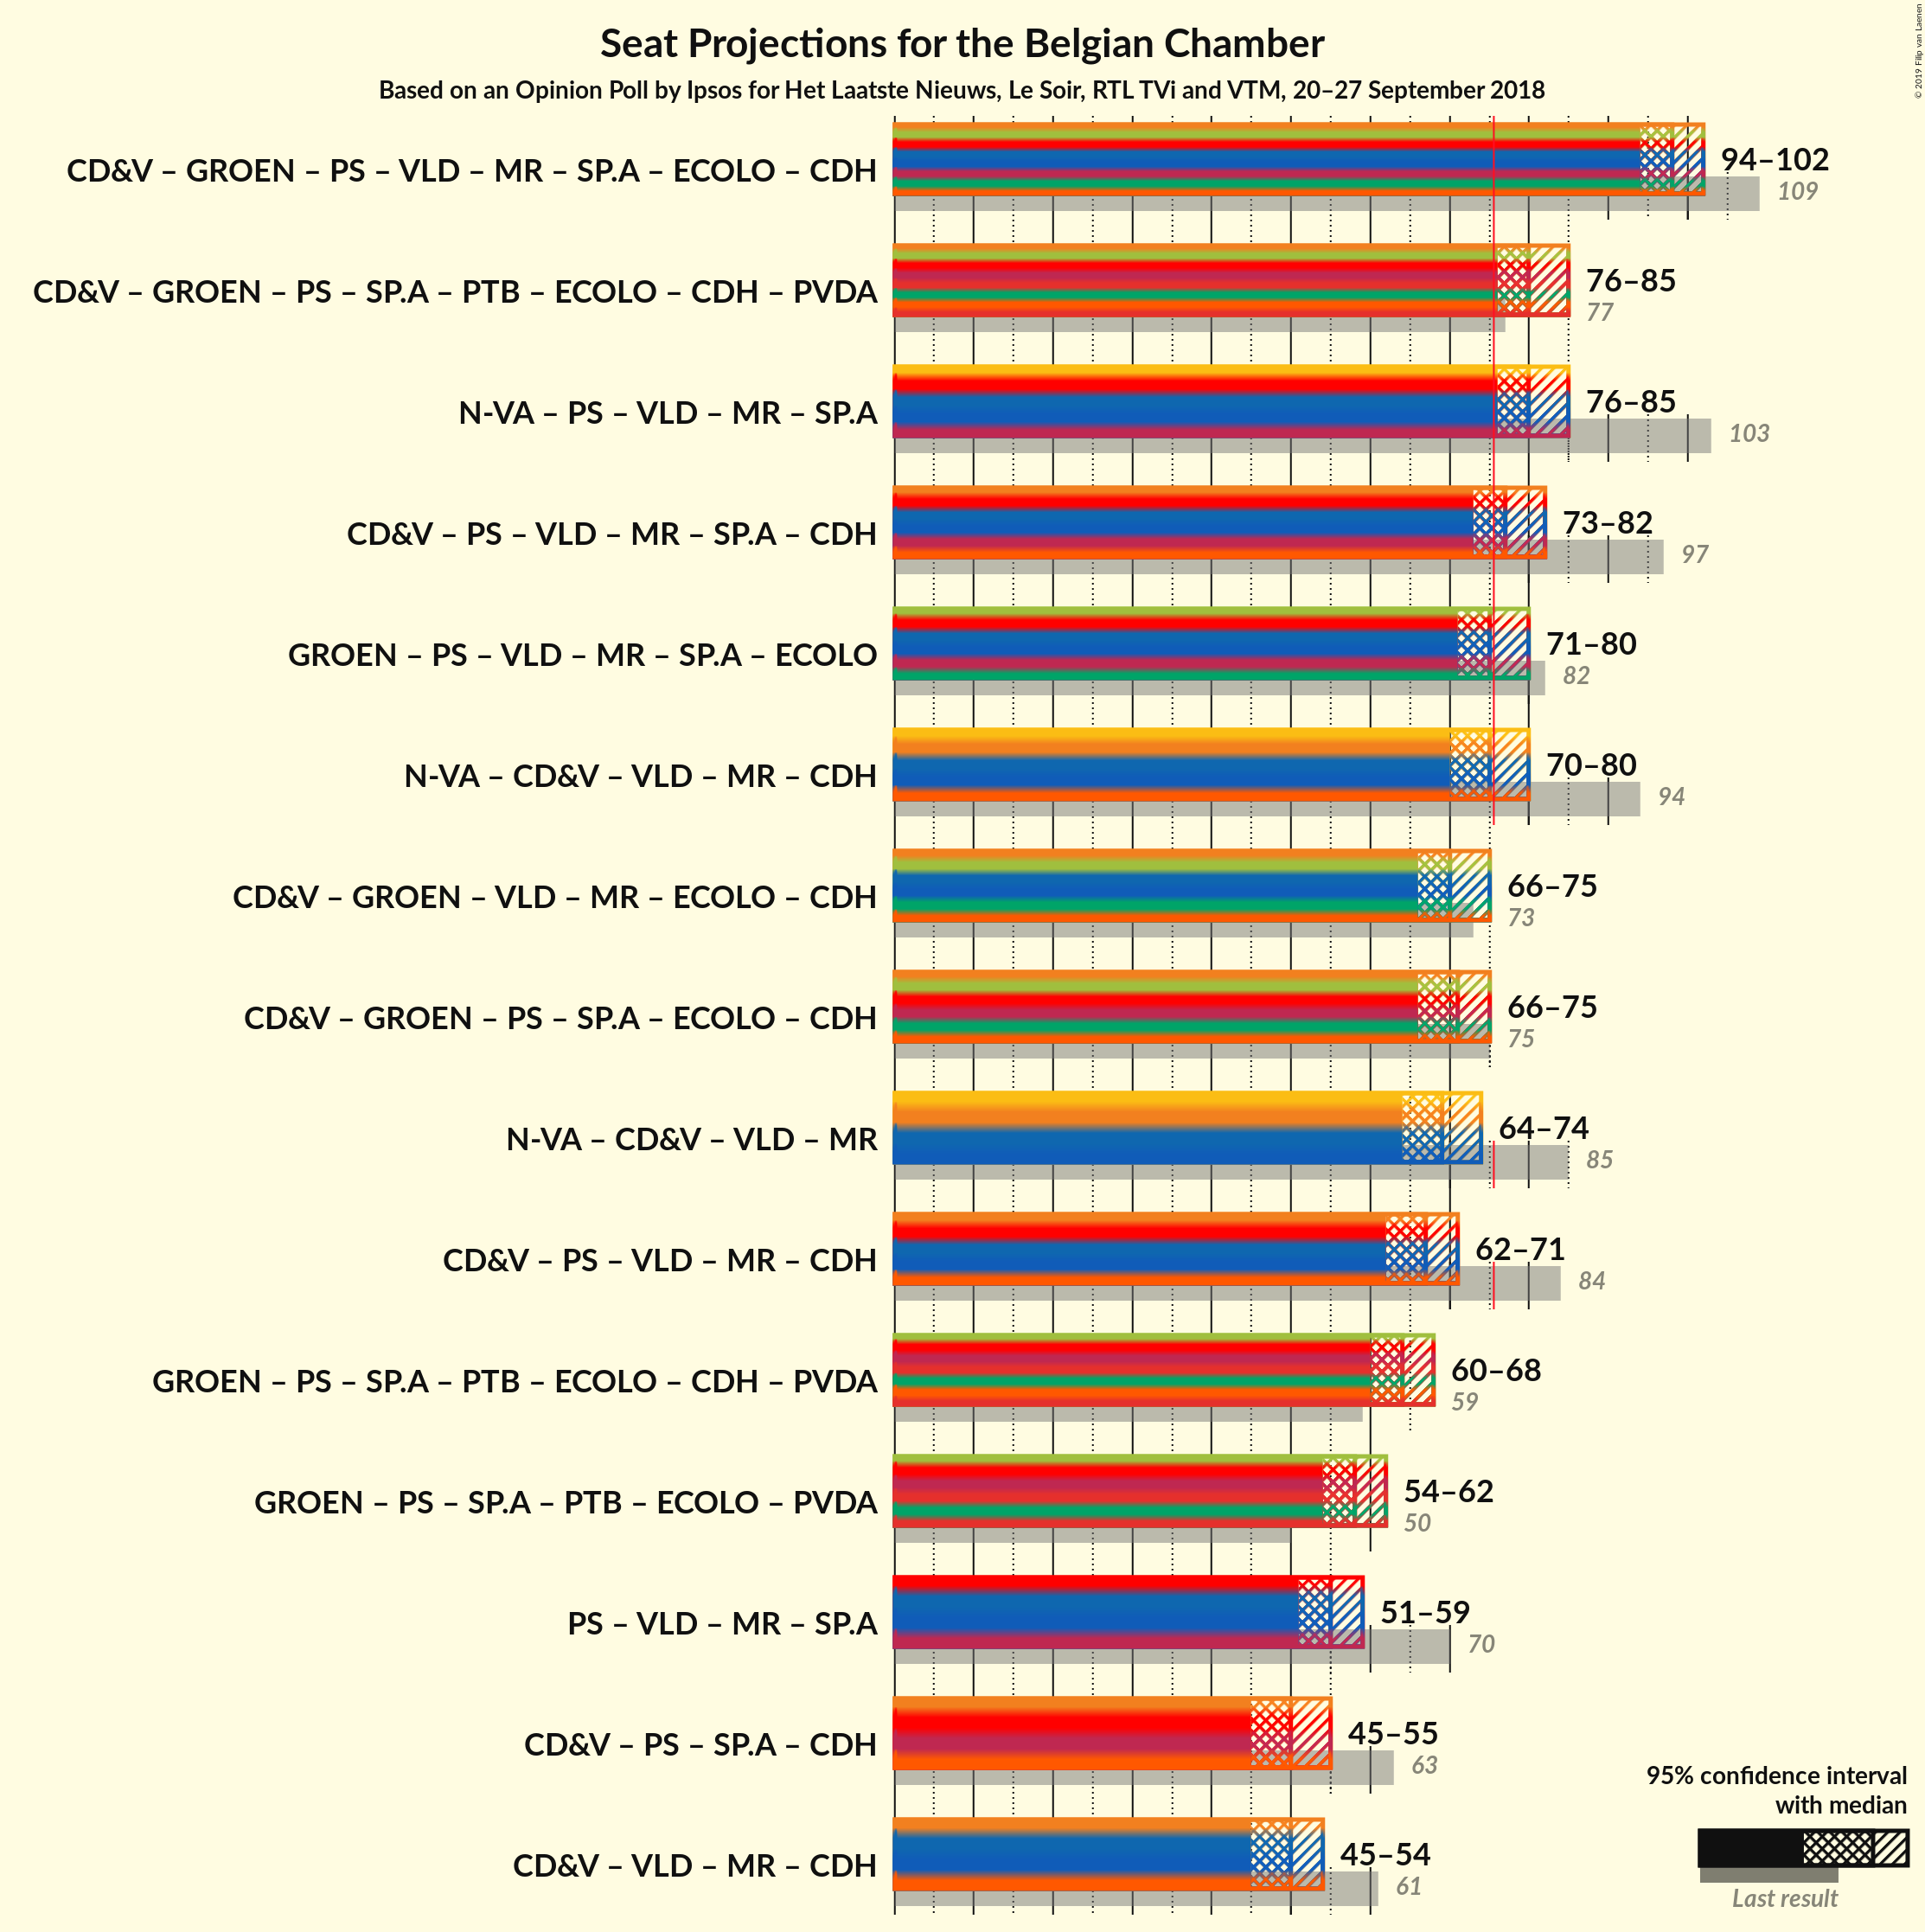 Seat Projections for the Belgian Chamber
Based on an Opinion Poll by Ipsos for Het Laatste Nieuws, Le Soir, RTL TVi and VTM, 20–27 September 2018
© 2019 Filip van Laenen
CD&V – GROEN – PS – VLD – MR – SP.A – ECOLO – CDH
94–102
109
CD&V – GROEN – PS – SP.A – PTB – ECOLO – CDH – PVDA
76–85
77
N-VA – PS – VLD – MR – SP.A
76–85
103
CD&V – PS – VLD – MR – SP.A – CDH
73–82
97
GROEN – PS – VLD – MR – SP.A – ECOLO
71–80
82
N-VA – CD&V – VLD – MR – CDH
70–80
94
CD&V – GROEN – VLD – MR – ECOLO – CDH
66–75
73
CD&V – GROEN – PS – SP.A – ECOLO – CDH
66–75
75
N-VA – CD&V – VLD – MR
64–74
85
CD&V – PS – VLD – MR – CDH
62–71
84
GROEN – PS – SP.A – PTB – ECOLO – CDH – PVDA
60–68
59
GROEN – PS – SP.A – PTB – ECOLO – PVDA
54–62
50
PS – VLD – MR – SP.A
51–59
70
CD&V – PS – SP.A – CDH
45–55
63
CD&V – VLD – MR – CDH
45–54
61
95% confidence interval
with median
Last result